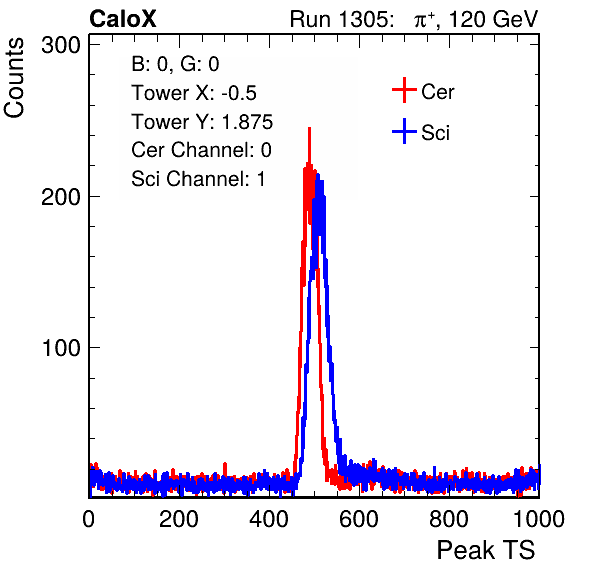 CaloX Run 1305: π⁺, 120 GeV
Counts
300
200
100
B: 0, G: 0
Tower X: -0.5
Tower Y: 1.875
Cer Channel: 0
Sci Channel: 1
Cer
Sci
0 200 400 600 800 1000
Peak TS